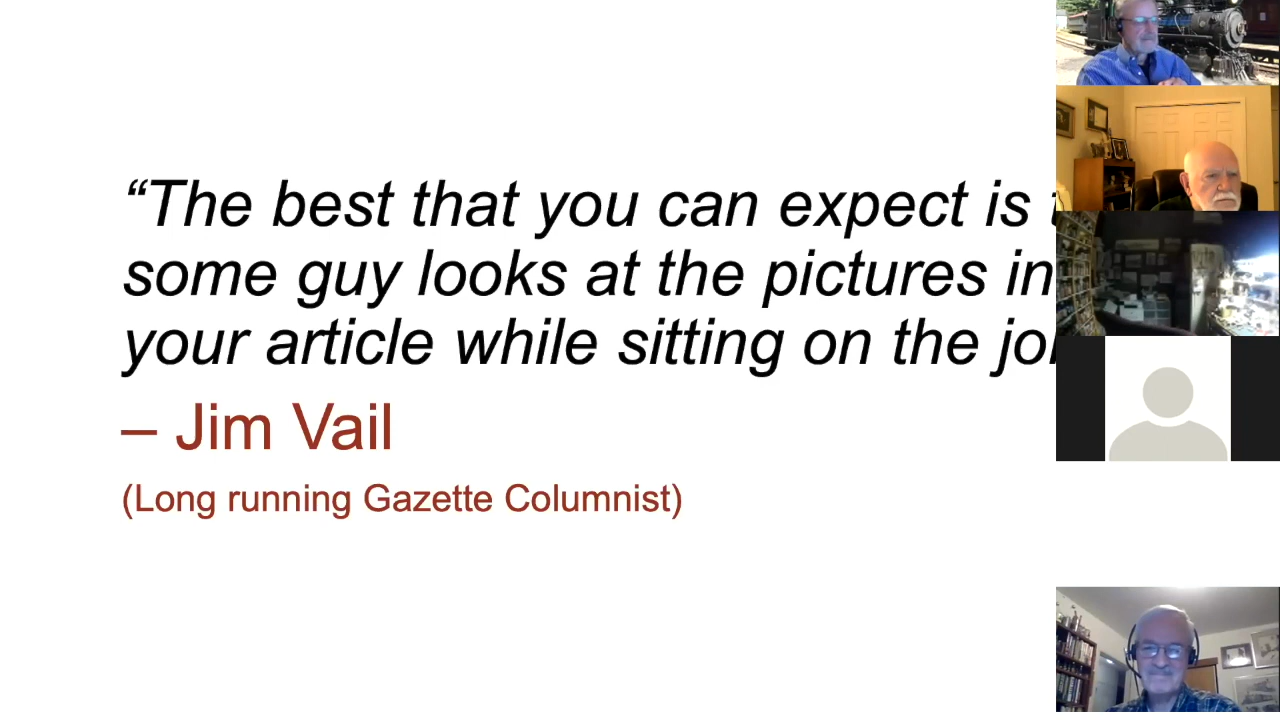 “The best that you can expect is
some guy looks at the pictures in
your article while sitting on the
– Jim Vail
(Long running Gazette Columnist)